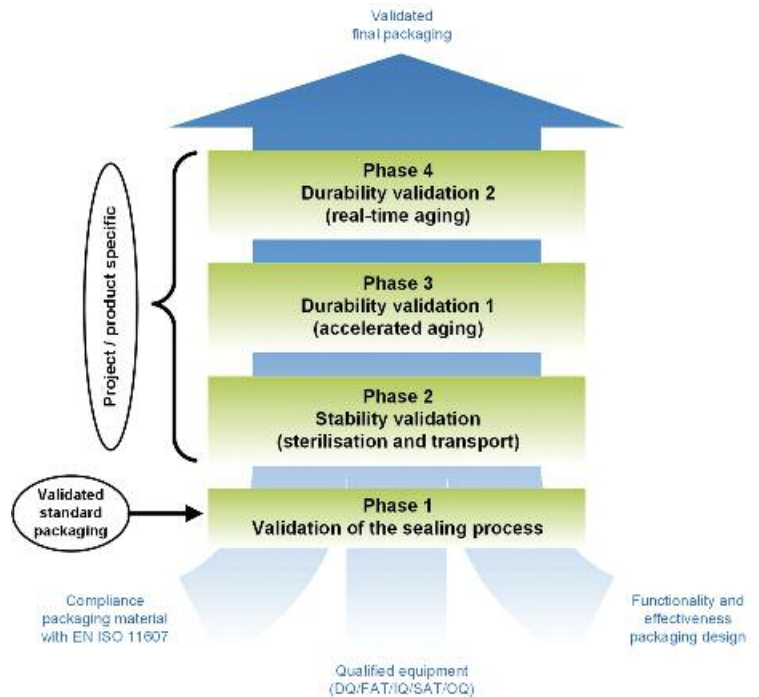 Validated
final packaging
Phase 4
Durability validation 2
(real-time aging)
Project / product specific
Phase 3
Durability validation 1
(accelerated aging)
Phase 2
Stability validation
(sterilisation and transport)
Validated
standard
packaging
Phase 1
Validation of the sealing process
Compliance
packaging material
with EN ISO 11607
Qualified equipment
(DQ/FAT/IQ/SAT/OQ)
Functionality and
effectiveness
packaging design